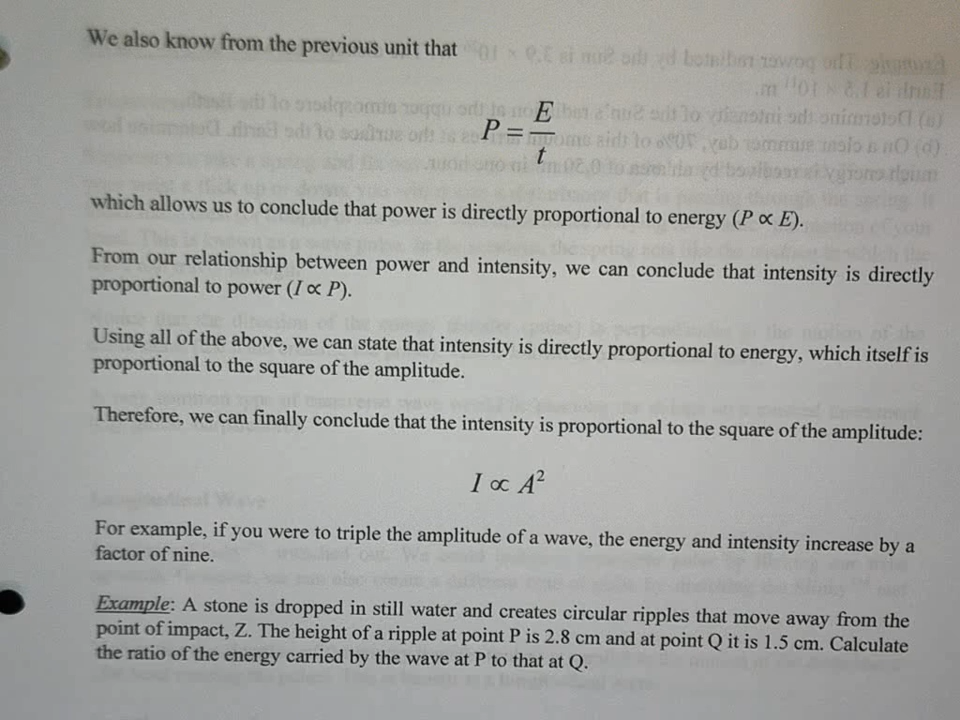 We also know from the previous unit that
P = E/t
which allows us to conclude that power is directly proportional to energy (P ∝ E).
From our relationship between power and intensity, we can conclude that intensity is directly
proportional to power (I ∝ P).
Using all of the above, we can state that intensity is directly proportional to energy, which itself is
proportional to the square of the amplitude.
Therefore, we can finally conclude that the intensity is proportional to the square of the amplitude:
I ∝ A²
For example, if you were to triple the amplitude of a wave, the energy and intensity increase by a
factor of nine.
Example: A stone is dropped in still water and creates circular ripples that move away from the
point of impact, Z. The height of a ripple at point P is 2.8 cm and at point Q it is 1.5 cm. Calculate
the ratio of the energy carried by the wave at P to that at Q.